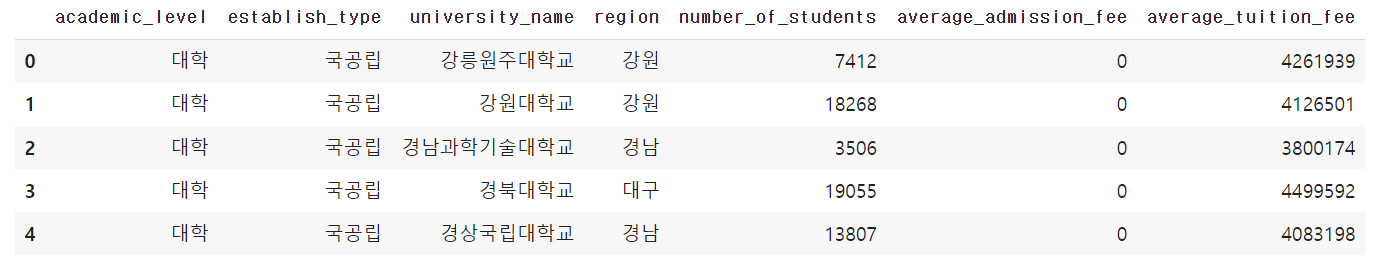 academic_level establish_type university_name region number_of_students average_admission_fee average_tuition_fee
0 대학 국공립 강릉원주대학교 강원 7412 0 4261939
1 대학 국공립 강원대학교 강원 18268 0 4126501
2 대학 국공립 경남과학기술대학교 경남 3506 0 3800174
3 대학 국공립 경북대학교 대구 19055 0 4499592
4 대학 국공립 경상국립대학교 경남 13807 0 4083198